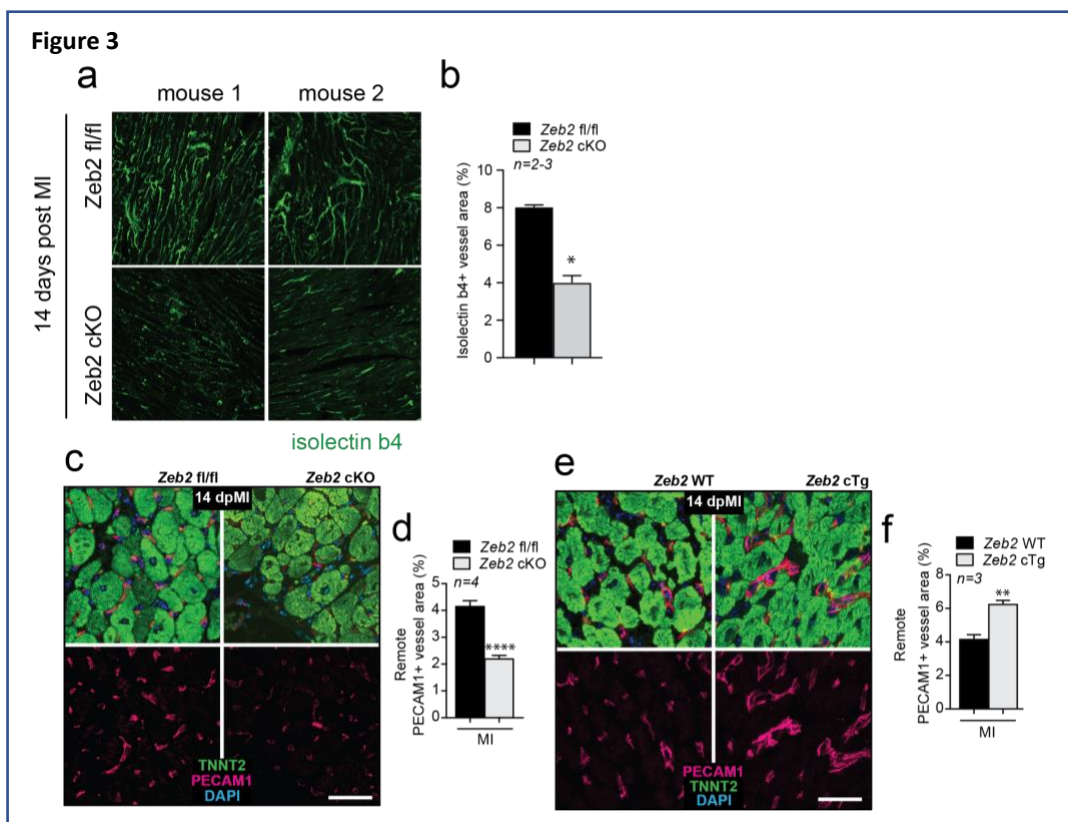 Figure 3
a
mouse 1 mouse 2
14 days post MI
Zeb2 fl/fl
Zeb2 cKO
isolectin b4
b
Zeb2 fl/fl
Zeb2 cKO
n=2-3
Isolectin b4+ vessel area (%)
10
8
6
4
2
0
*
c
Zeb2 fl/fl Zeb2 cKO
14 dpMI
TNNT2
PECAM1
DAPI
d
Zeb2 fl/fl
Zeb2 cKO
n=4
Remote
PECAM1+ vessel area (%)
5
4
3
2
1
0
****
MI
e
Zeb2 WT Zeb2 cTg
14 dpMI
PECAM1
TNNT2
DAPI
f
Zeb2 WT
Zeb2 cTg
n=3
Remote
PECAM1+ vessel area (%)
8
6
4
2
0
**
MI